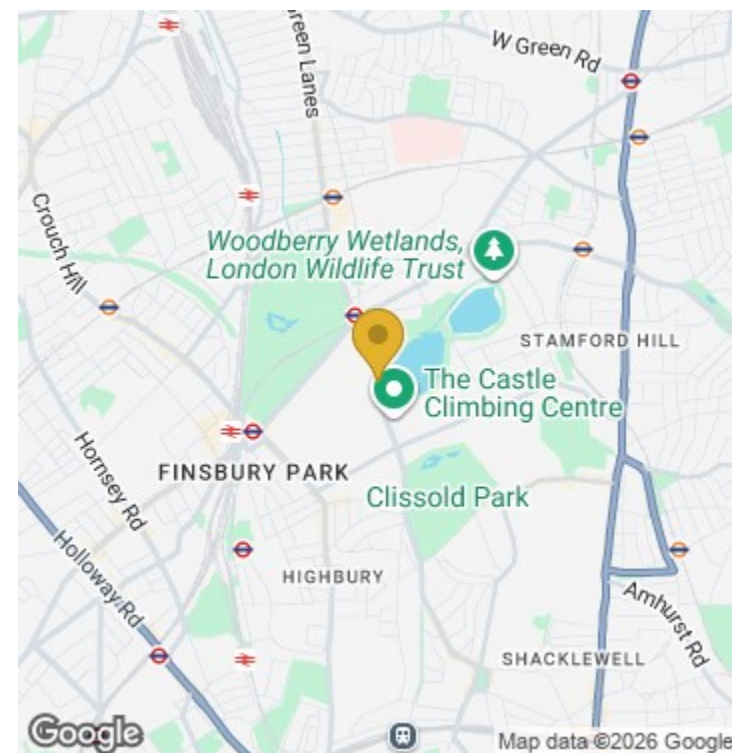 Green Lanes
W Green Rd
Crouch Hill
Woodberry Wetlands,
London Wildlife Trust
STAMFORD HILL
The Castle
Climbing Centre
FINSBURY PARK
Hornsey Rd
Clissold Park
Holloway Rd
HIGHBURY
Amhurst Rd
SHACKLEWELL
Google
Map data ©2026 Google